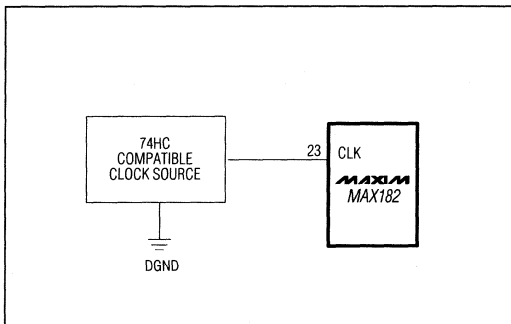 74HC
COMPATIBLE
CLOCK SOURCE
DGND
23 CLK
MAXIM
MAX182